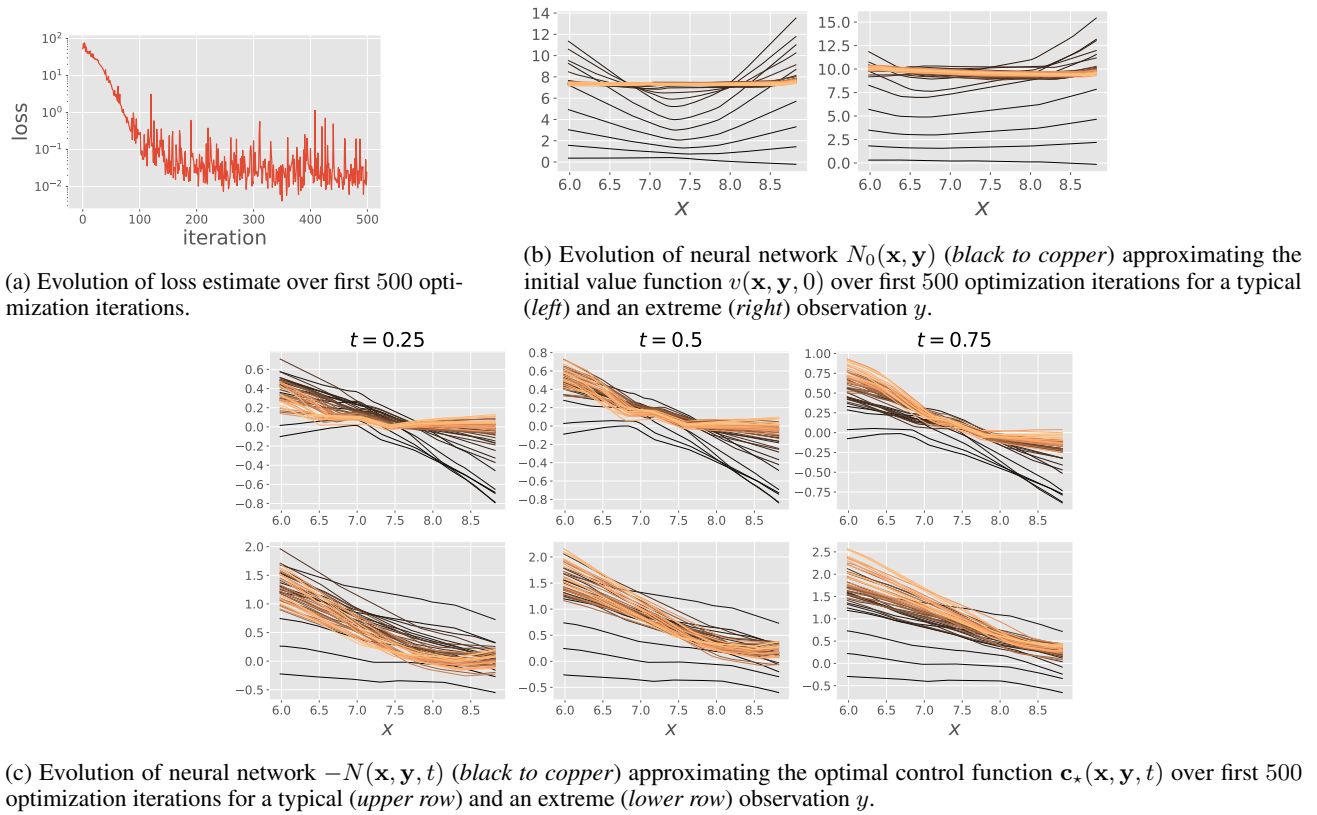 10²
10¹
10⁰
10⁻¹
10⁻²
loss
0 100 200 300 400 500
iteration
(a) Evolution of loss estimate over first 500 opti-
mization iterations.
14
12
10
8
6
4
2
0
6.0 6.5 7.0 7.5 8.0 8.5
x
15.0
12.5
10.0
7.5
5.0
2.5
0.0
6.0 6.5 7.0 7.5 8.0 8.5
x
(b) Evolution of neural network N₀(x, y) (black to copper) approximating the
initial value function v(x, y, 0) over first 500 optimization iterations for a typical
(left) and an extreme (right) observation y.
t = 0.25
0.6
0.4
0.2
0.0
−0.2
−0.4
−0.6
−0.8
6.0 6.5 7.0 7.5 8.0 8.5
t = 0.5
0.8
0.6
0.4
0.2
0.0
−0.2
−0.4
−0.6
−0.8
6.0 6.5 7.0 7.5 8.0 8.5
t = 0.75
1.00
0.75
0.50
0.25
0.00
−0.25
−0.50
−0.75
6.0 6.5 7.0 7.5 8.0 8.5
2.0
1.5
1.0
0.5
0.0
−0.5
6.0 6.5 7.0 7.5 8.0 8.5
x
2.0
1.5
1.0
0.5
0.0
−0.5
6.0 6.5 7.0 7.5 8.0 8.5
x
2.5
2.0
1.5
1.0
0.5
0.0
−0.5
6.0 6.5 7.0 7.5 8.0 8.5
x
(c) Evolution of neural network −N(x, y, t) (black to copper) approximating the optimal control function c⋆(x, y, t) over first 500
optimization iterations for a typical (upper row) and an extreme (lower row) observation y.